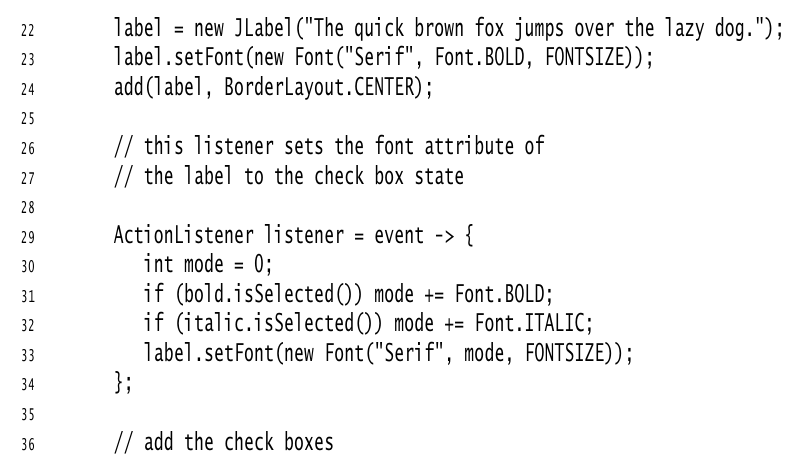 22 label = new JLabel("The quick brown fox jumps over the lazy dog.");
23 label.setFont(new Font("Serif", Font.BOLD, FONTSIZE));
24 add(label, BorderLayout.CENTER);
25
26 // this listener sets the font attribute of
27 // the label to the check box state
28
29 ActionListener listener = event -> {
30 int mode = 0;
31 if (bold.isSelected()) mode += Font.BOLD;
32 if (italic.isSelected()) mode += Font.ITALIC;
33 label.setFont(new Font("Serif", mode, FONTSIZE));
34 };
35
36 // add the check boxes